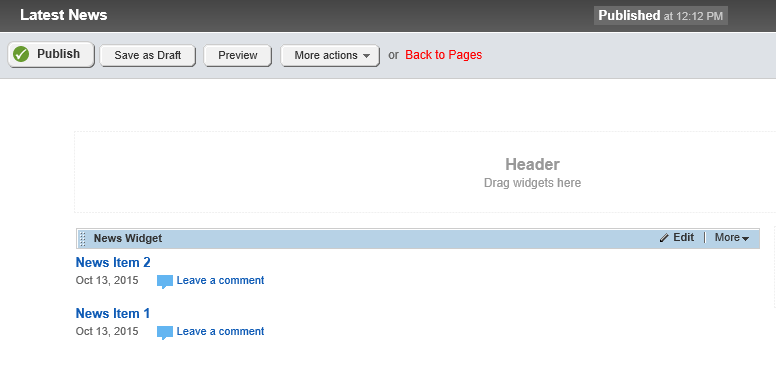 Latest News Published at 12:12 PM
Publish Save as Draft Preview More actions or Back to Pages
Header
Drag widgets here
News Widget Edit | More
News Item 2
Oct 13, 2015 Leave a comment
News Item 1
Oct 13, 2015 Leave a comment